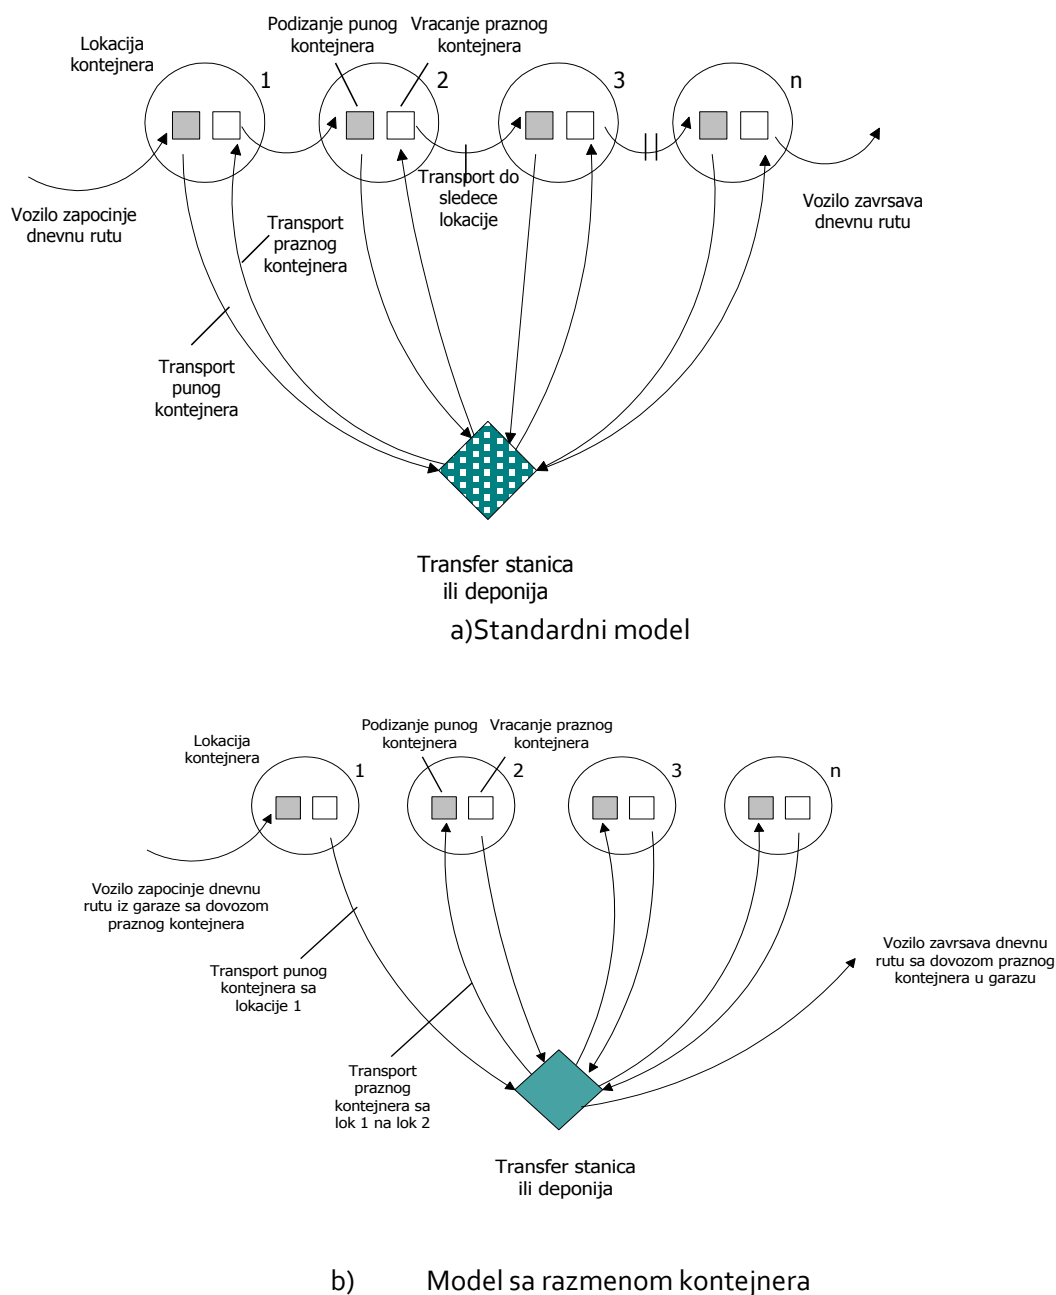 Podizanje punog
kontejnera
Vracanje praznog
kontejnera
Lokacija
kontejnera
1
2
3
n
Vozilo zapocinje
dnevnu rutu
Transport
praznog
kontejnera
Transport do
sledece
lokacije
Vozilo zavrsava
dnevnu rutu
Transport
punog
kontejnera
Transfer stanica
ili deponija
a)Standardni model
Podizanje punog
kontejnera
Vracanje praznog
kontejnera
Lokacija
kontejnera
1
2
3
n
Vozilo zapocinje dnevnu
rutu iz garaze sa dovozom
praznog kontejnera
Transport punog
kontejnera sa
lokacije 1
Transport
praznog
kontejnera sa
lok 1 na lok 2
Vozilo zavrsava dnevnu
rutu sa dovozom praznog
kontejnera u garazu
Transfer stanica
ili deponija
b) Model sa razmenom kontejnera